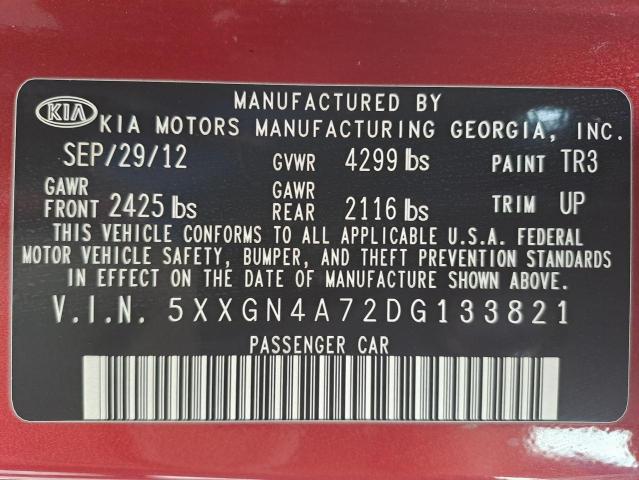 MANUFACTURED BY
KIA KIA MOTORS MANUFACTURING GEORGIA, INC.
SEP/29/12 GVWR 4299 lbs PAINT TR3
GAWR FRONT 2425 lbs GAWR REAR 2116 lbs TRIM UP
THIS VEHICLE CONFORMS TO ALL APPLICABLE U.S.A. FEDERAL
MOTOR VEHICLE SAFETY, BUMPER, AND THEFT PREVENTION STANDARDS
IN EFFECT ON THE DATE OF MANUFACTURE SHOWN ABOVE.
V.I.N. 5XXGN4A72DG133821
PASSENGER CAR